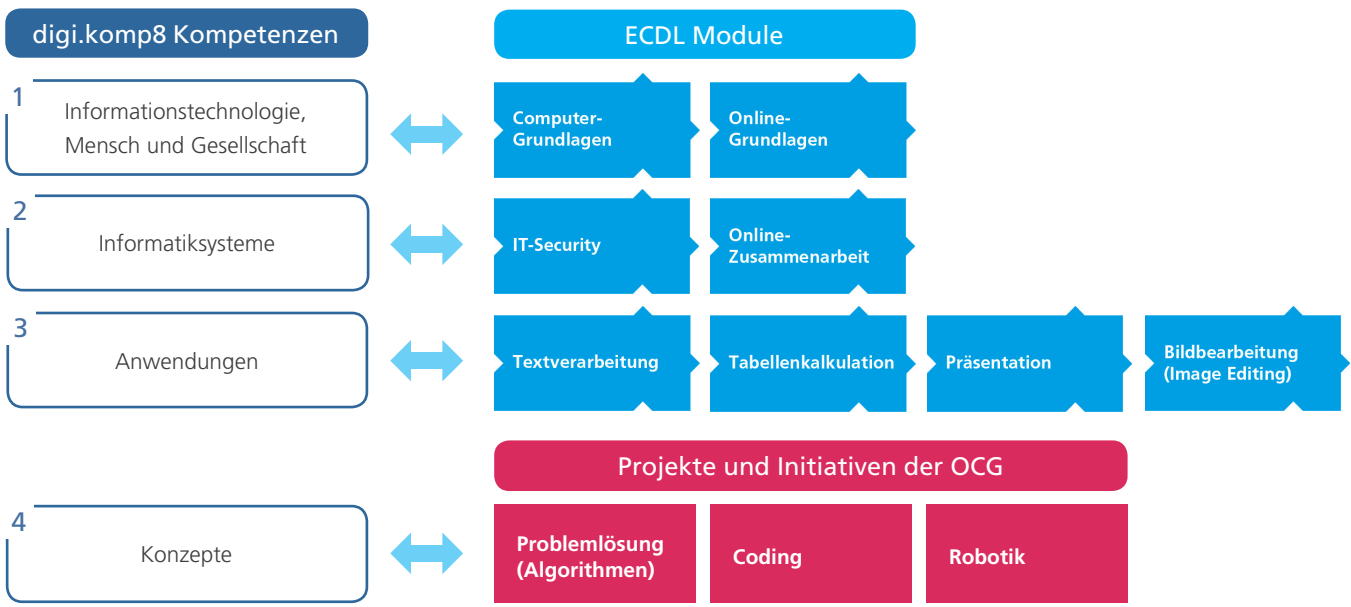 digi.komp8 Kompetenzen
ECDL Module
1
Informationstechnologie,
Mensch und Gesellschaft
Computer-
Grundlagen
Online-
Grundlagen
2
Informatiksysteme
IT-Security
Online-
Zusammenarbeit
3
Anwendungen
Textverarbeitung
Tabellenkalkulation
Präsentation
Bildbearbeitung
(Image Editing)
Projekte und Initiativen der OCG
4
Konzepte
Problemlösung
(Algorithmen)
Coding
Robotik